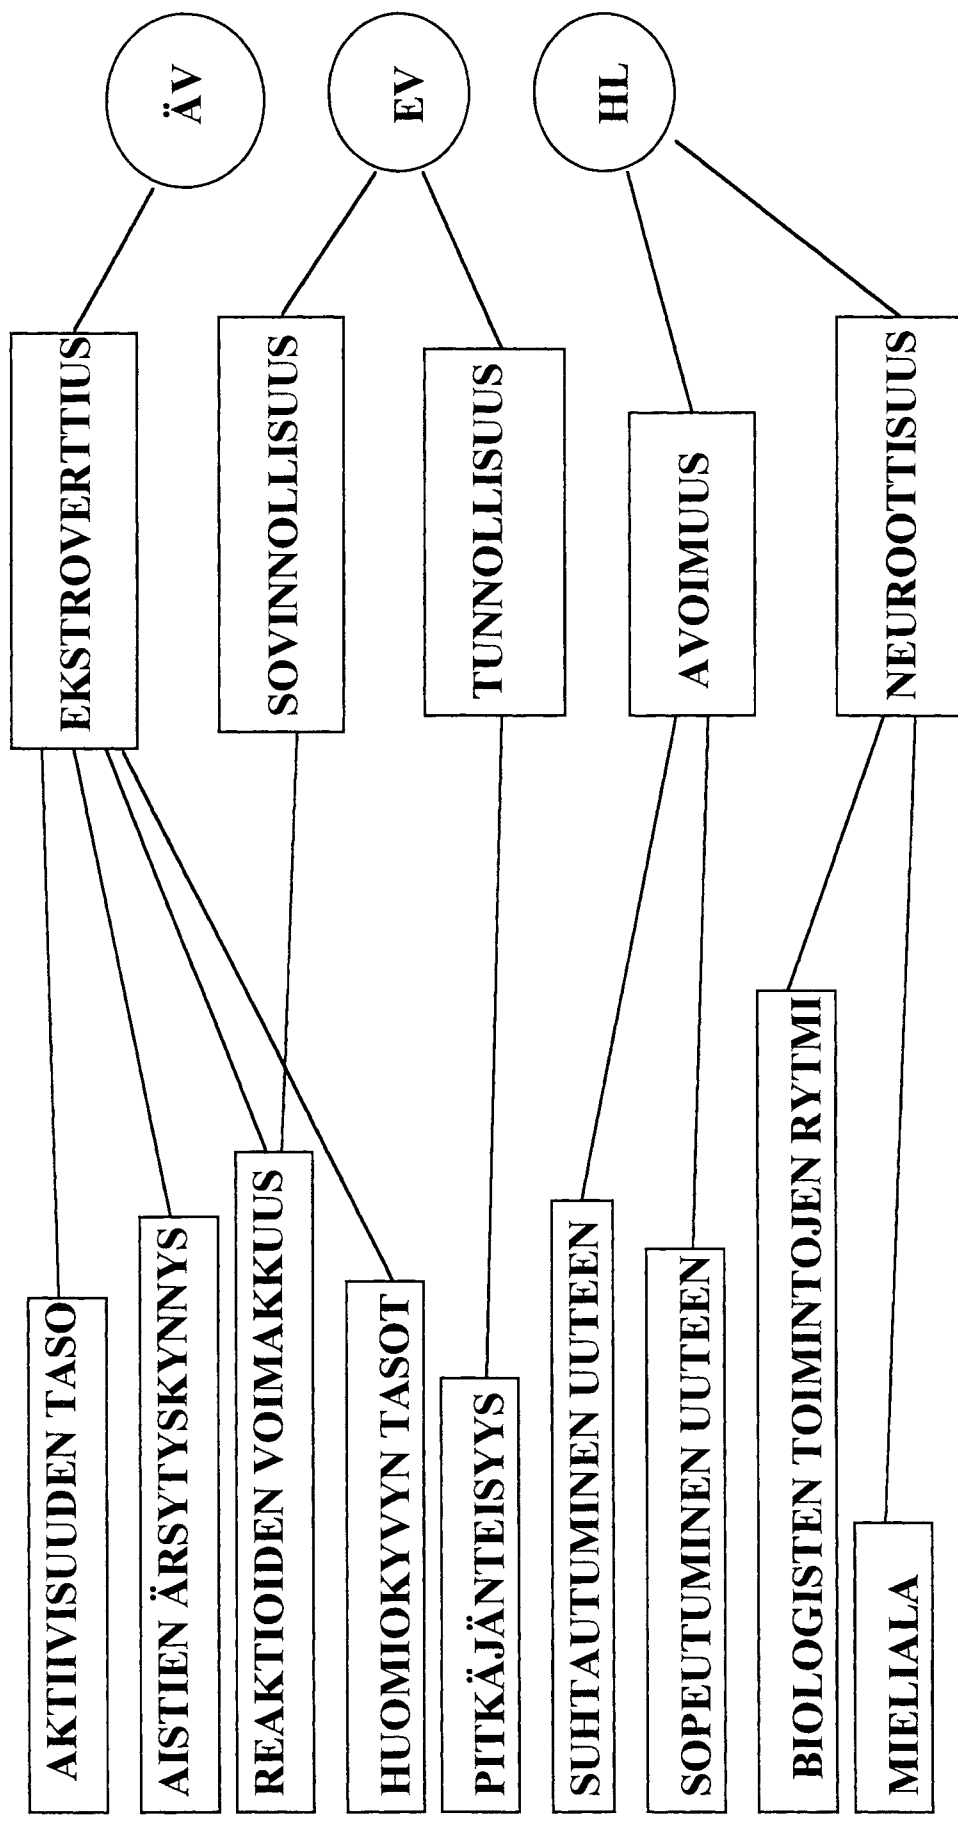 AKTIIVISUUDEN TASO
AISTIEN ÄRSYTYSKYNNYS
REAKTIOIDEN VOIMAKKUUS
HUOMIOKYVYN TASOT
PITKÄJÄNTEISYYS
SUHTAUTUMINEN UUTEEN
SOPEUTUMINEN UUTEEN
BIOLOGISTEN TOIMINTOJEN RYTMI
MIELIALA
EKSTROVERTTIUS
SOVINNOLLISUUS
TUNNOLLISUUS
AVOIMUUS
NEUROOTTISUUS
ÄV
EV
HL